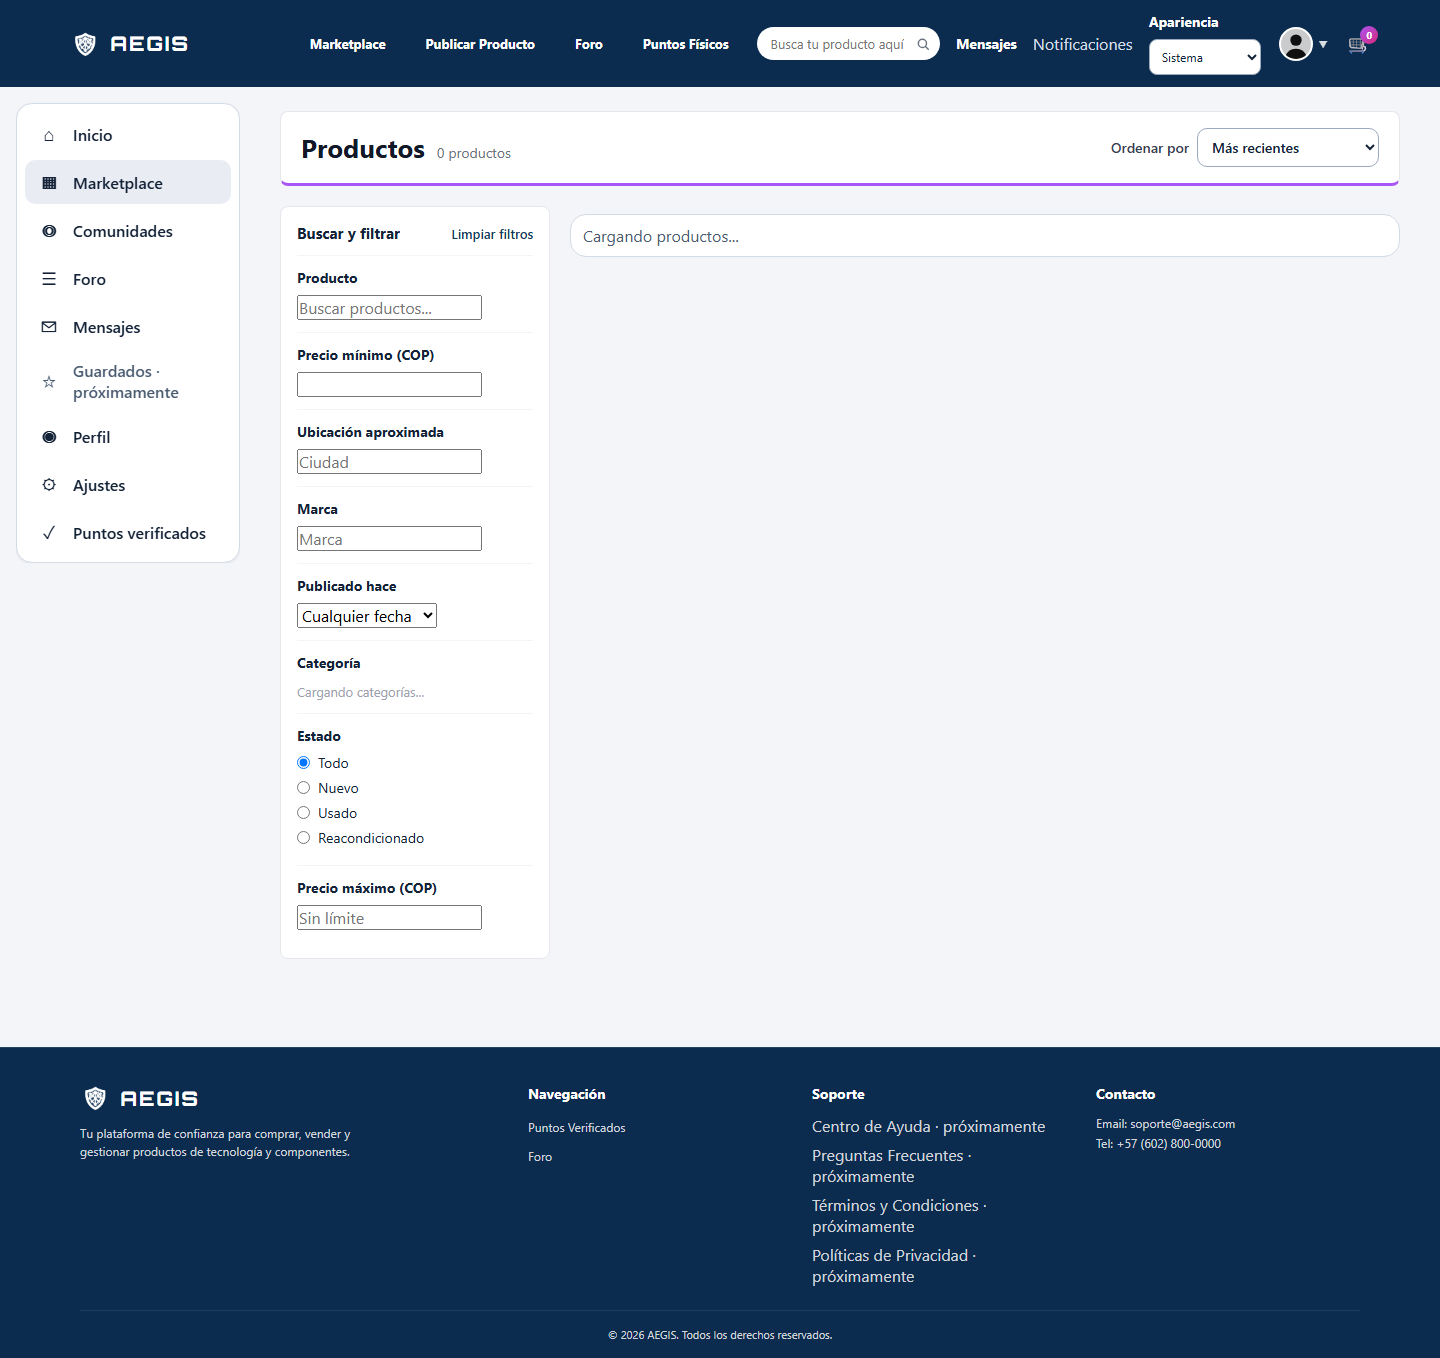 AEGIS
Marketplace
Publicar Producto
Foro
Puntos Físicos
Busca tu producto aquí
Mensajes
Notificaciones
Apariencia
Sistema
0
Inicio
Marketplace
Comunidades
Foro
Mensajes
Guardados ·
próximamente
Perfil
Ajustes
Puntos verificados
Productos 0 productos
Ordenar por
Más recientes
Buscar y filtrar
Limpiar filtros
Producto
Buscar productos...
Precio mínimo (COP)
Ubicación aproximada
Ciudad
Marca
Marca
Publicado hace
Cualquier fecha
Categoría
Cargando categorías...
Estado
Todo
Nuevo
Usado
Reacondicionado
Precio máximo (COP)
Sin límite
Cargando productos...
AEGIS
Tu plataforma de confianza para comprar, vender y
gestionar productos de tecnología y componentes.
Navegación
Puntos Verificados
Foro
Soporte
Centro de Ayuda · próximamente
Preguntas Frecuentes ·
próximamente
Términos y Condiciones ·
próximamente
Políticas de Privacidad ·
próximamente
Contacto
Email: soporte@aegis.com
Tel: +57 (602) 800-0000
© 2026 AEGIS. Todos los derechos reservados.